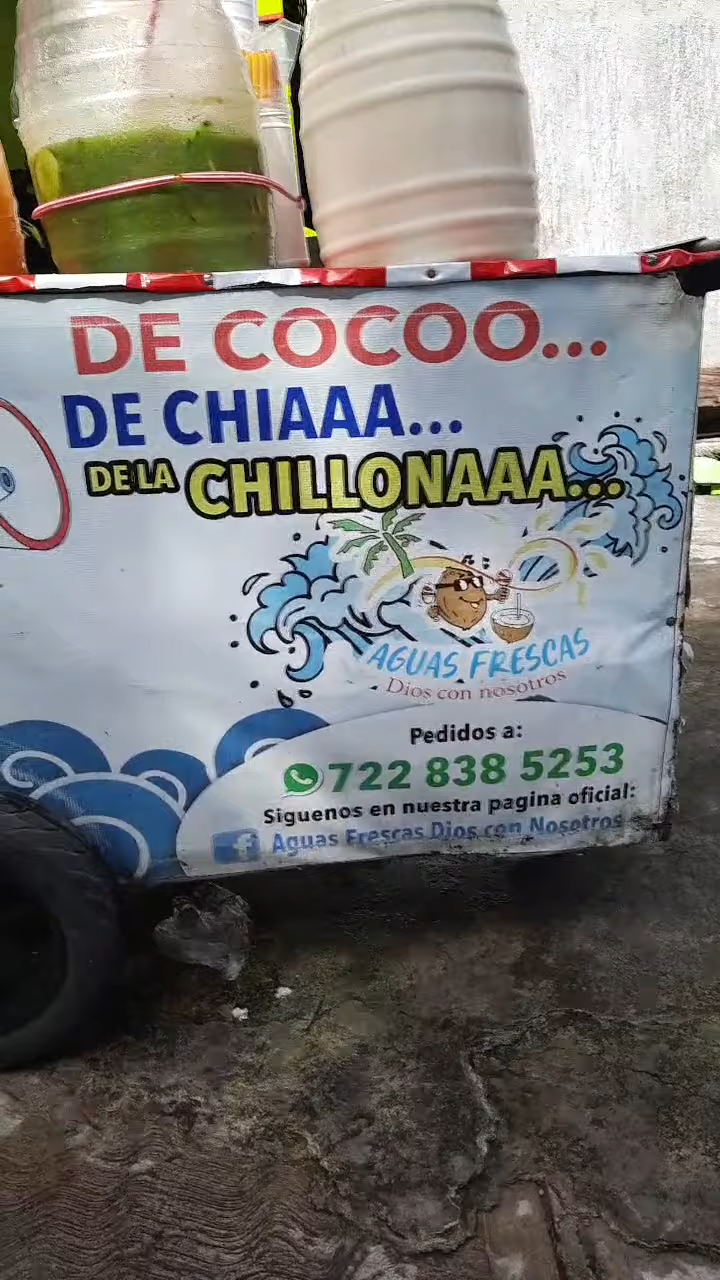 DE COCOO...
DE CHIAAA...
DE LA CHILLONAAA...
AGUAS FRESCAS
Dios con nosotros
Pedidos a:
722 838 5253
Siguenos en nuestra pagina oficial:
Aguas Frescas Dios con Nosotros